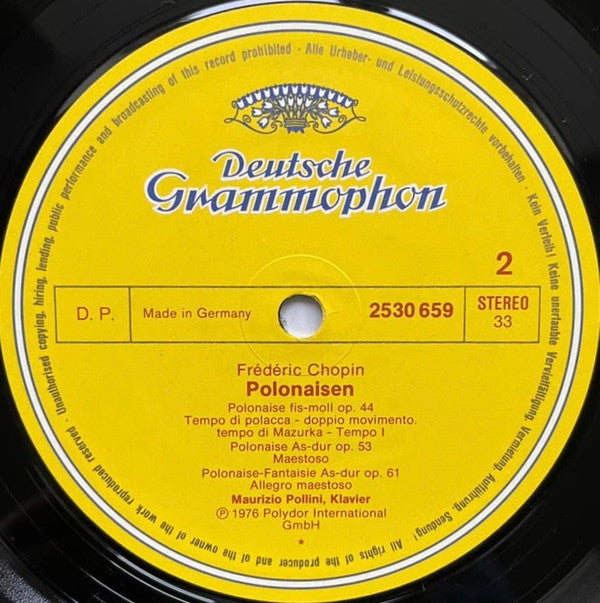 Deutsche
Grammophon
2
D. P.
Made in Germany
2530 659
STEREO
33
Frédéric Chopin
Polonaisen
Polonaise fis-moll op. 44
Tempo di polacca - doppio movimento.
tempo di Mazurka - Tempo I
Polonaise As-dur op. 53
Maestoso
Polonaise-Fantaisie As-dur op. 61
Allegro maestoso
Maurizio Pollini, Klavier
℗ 1976 Polydor International
GmbH
*
Alle Urheber- und Leistungsschutzrechte vorbehalten · Kein Verleih! Keine unerlaubte Vervielfältigung, Vermietung, Aufführung, Sendung! · All rights of the producer and of the owner of the work reproduced reserved · Unauthorised copying, hiring, lending, public performance and broadcasting of this record prohibited ·